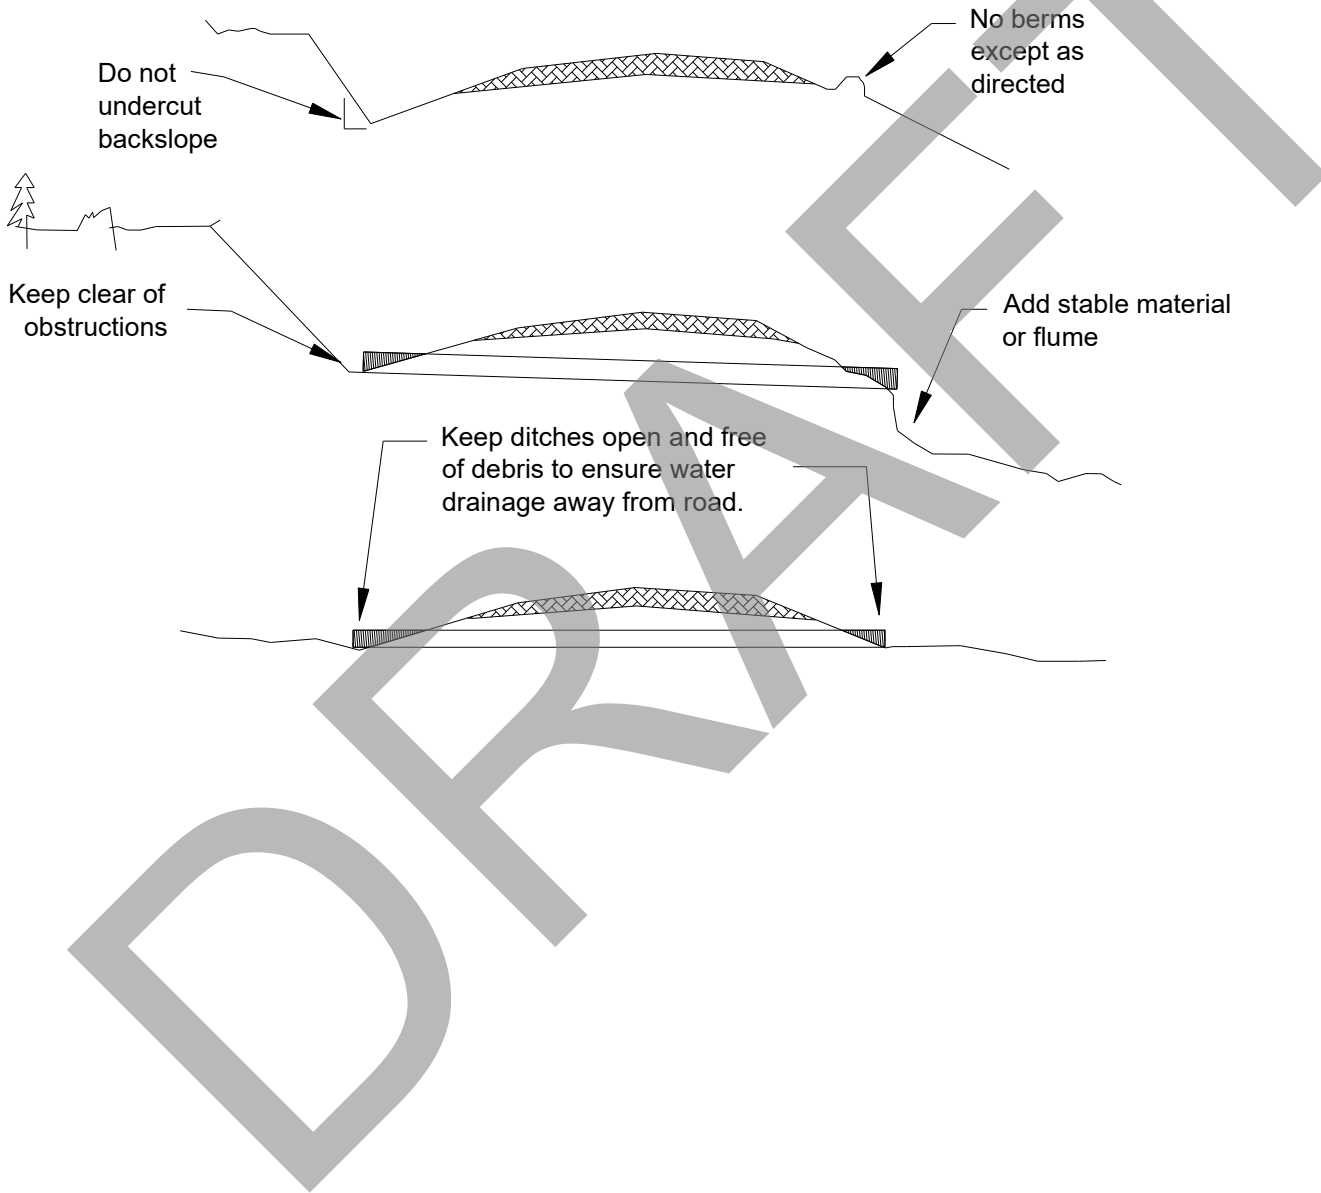 No berms
except as
directed
Do not
undercut
backslope
Keep clear of
obstructions
Add stable material
or flume
Keep ditches open and free
of debris to ensure water
drainage away from road.
DRAFT